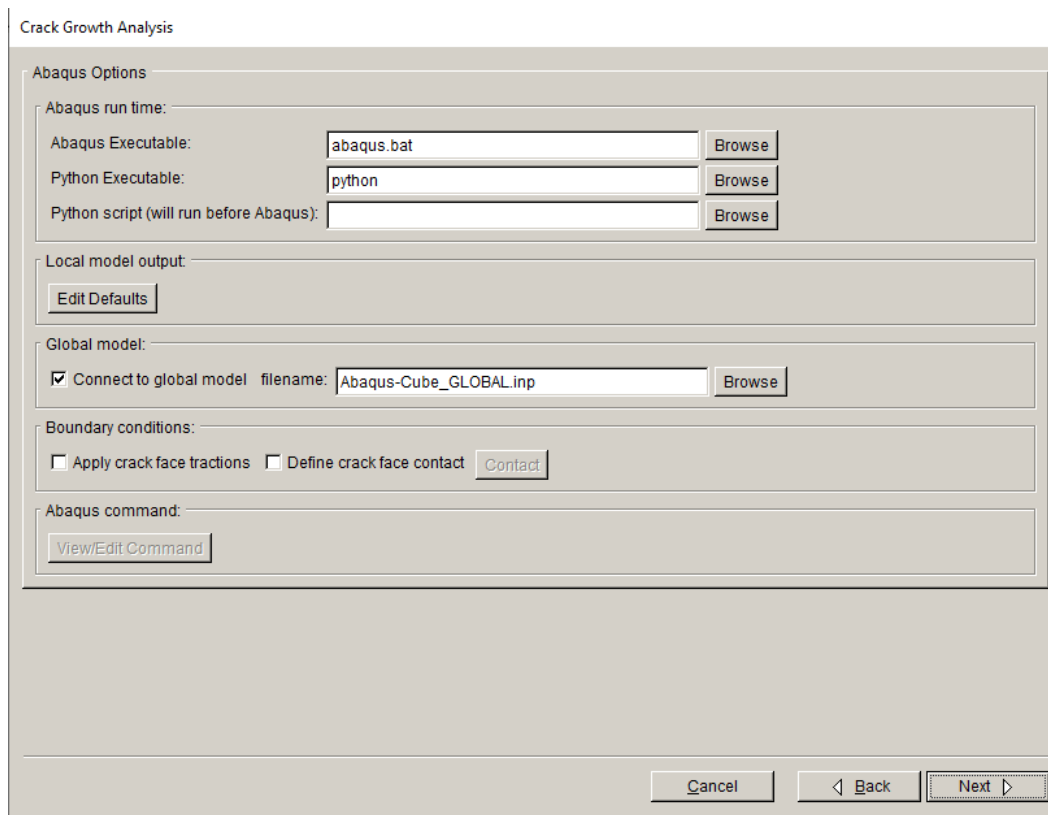 Crack Growth Analysis
Abaqus Options
Abaqus run time:
Abaqus Executable: abaqus.bat Browse
Python Executable: python Browse
Python script (will run before Abaqus): Browse
Local model output:
Edit Defaults
Global model:
Connect to global model filename: Abaqus-Cube_GLOBAL.inp Browse
Boundary conditions:
Apply crack face tractions Define crack face contact Contact
Abaqus command:
View/Edit Command
Cancel Back Next